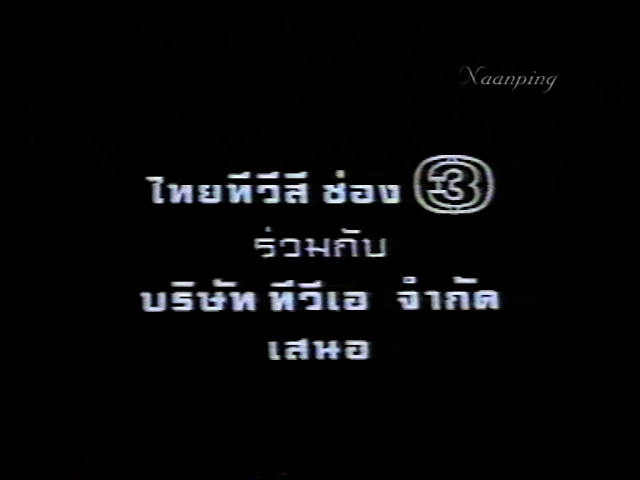 Naanping
ไทยทีวีสี ช่อง 3
ร่วมกับ
บริษัท ทีวีเอ จำกัด
เสนอ